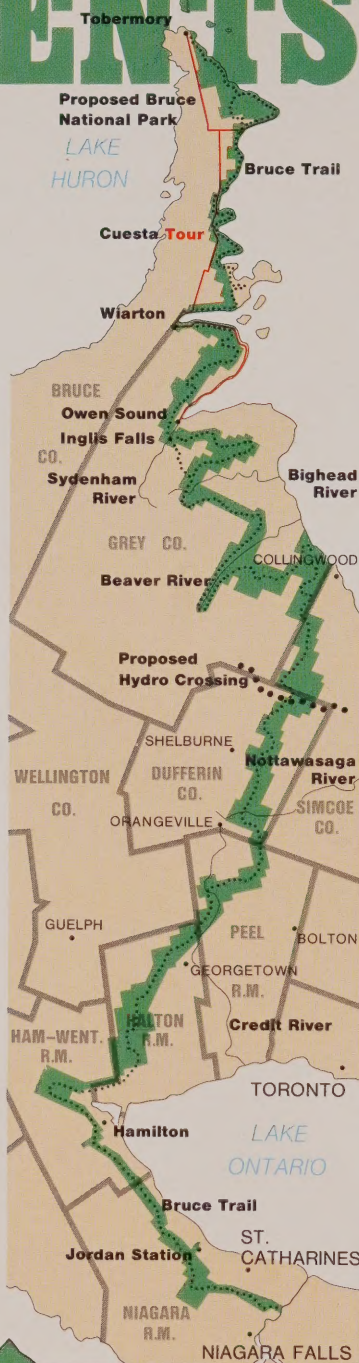 ENTS
Tobermory
Proposed Bruce
National Park
LAKE
HURON
Bruce Trail
Cuesta Tour
Wiarton
BRUCE
CO.
Owen Sound
Inglis Falls
Sydenham
River
Bighead
River
GREY CO.
COLLINGWOOD
Beaver River
Proposed
Hydro Crossing
SHELBURNE
Nottawasaga
River
WELLINGTON
CO.
DUFFERIN
CO.
SIMCOE
CO.
ORANGEVILLE
GUELPH
PEEL
R.M.
BOLTON
GEORGETOWN
HALTON
R.M.
Credit River
HAM-WENT.
R.M.
TORONTO
Hamilton
LAKE
ONTARIO
Bruce Trail
ST.
CATHARINES
Jordan Station
NIAGARA
R.M.
NIAGARA FALLS